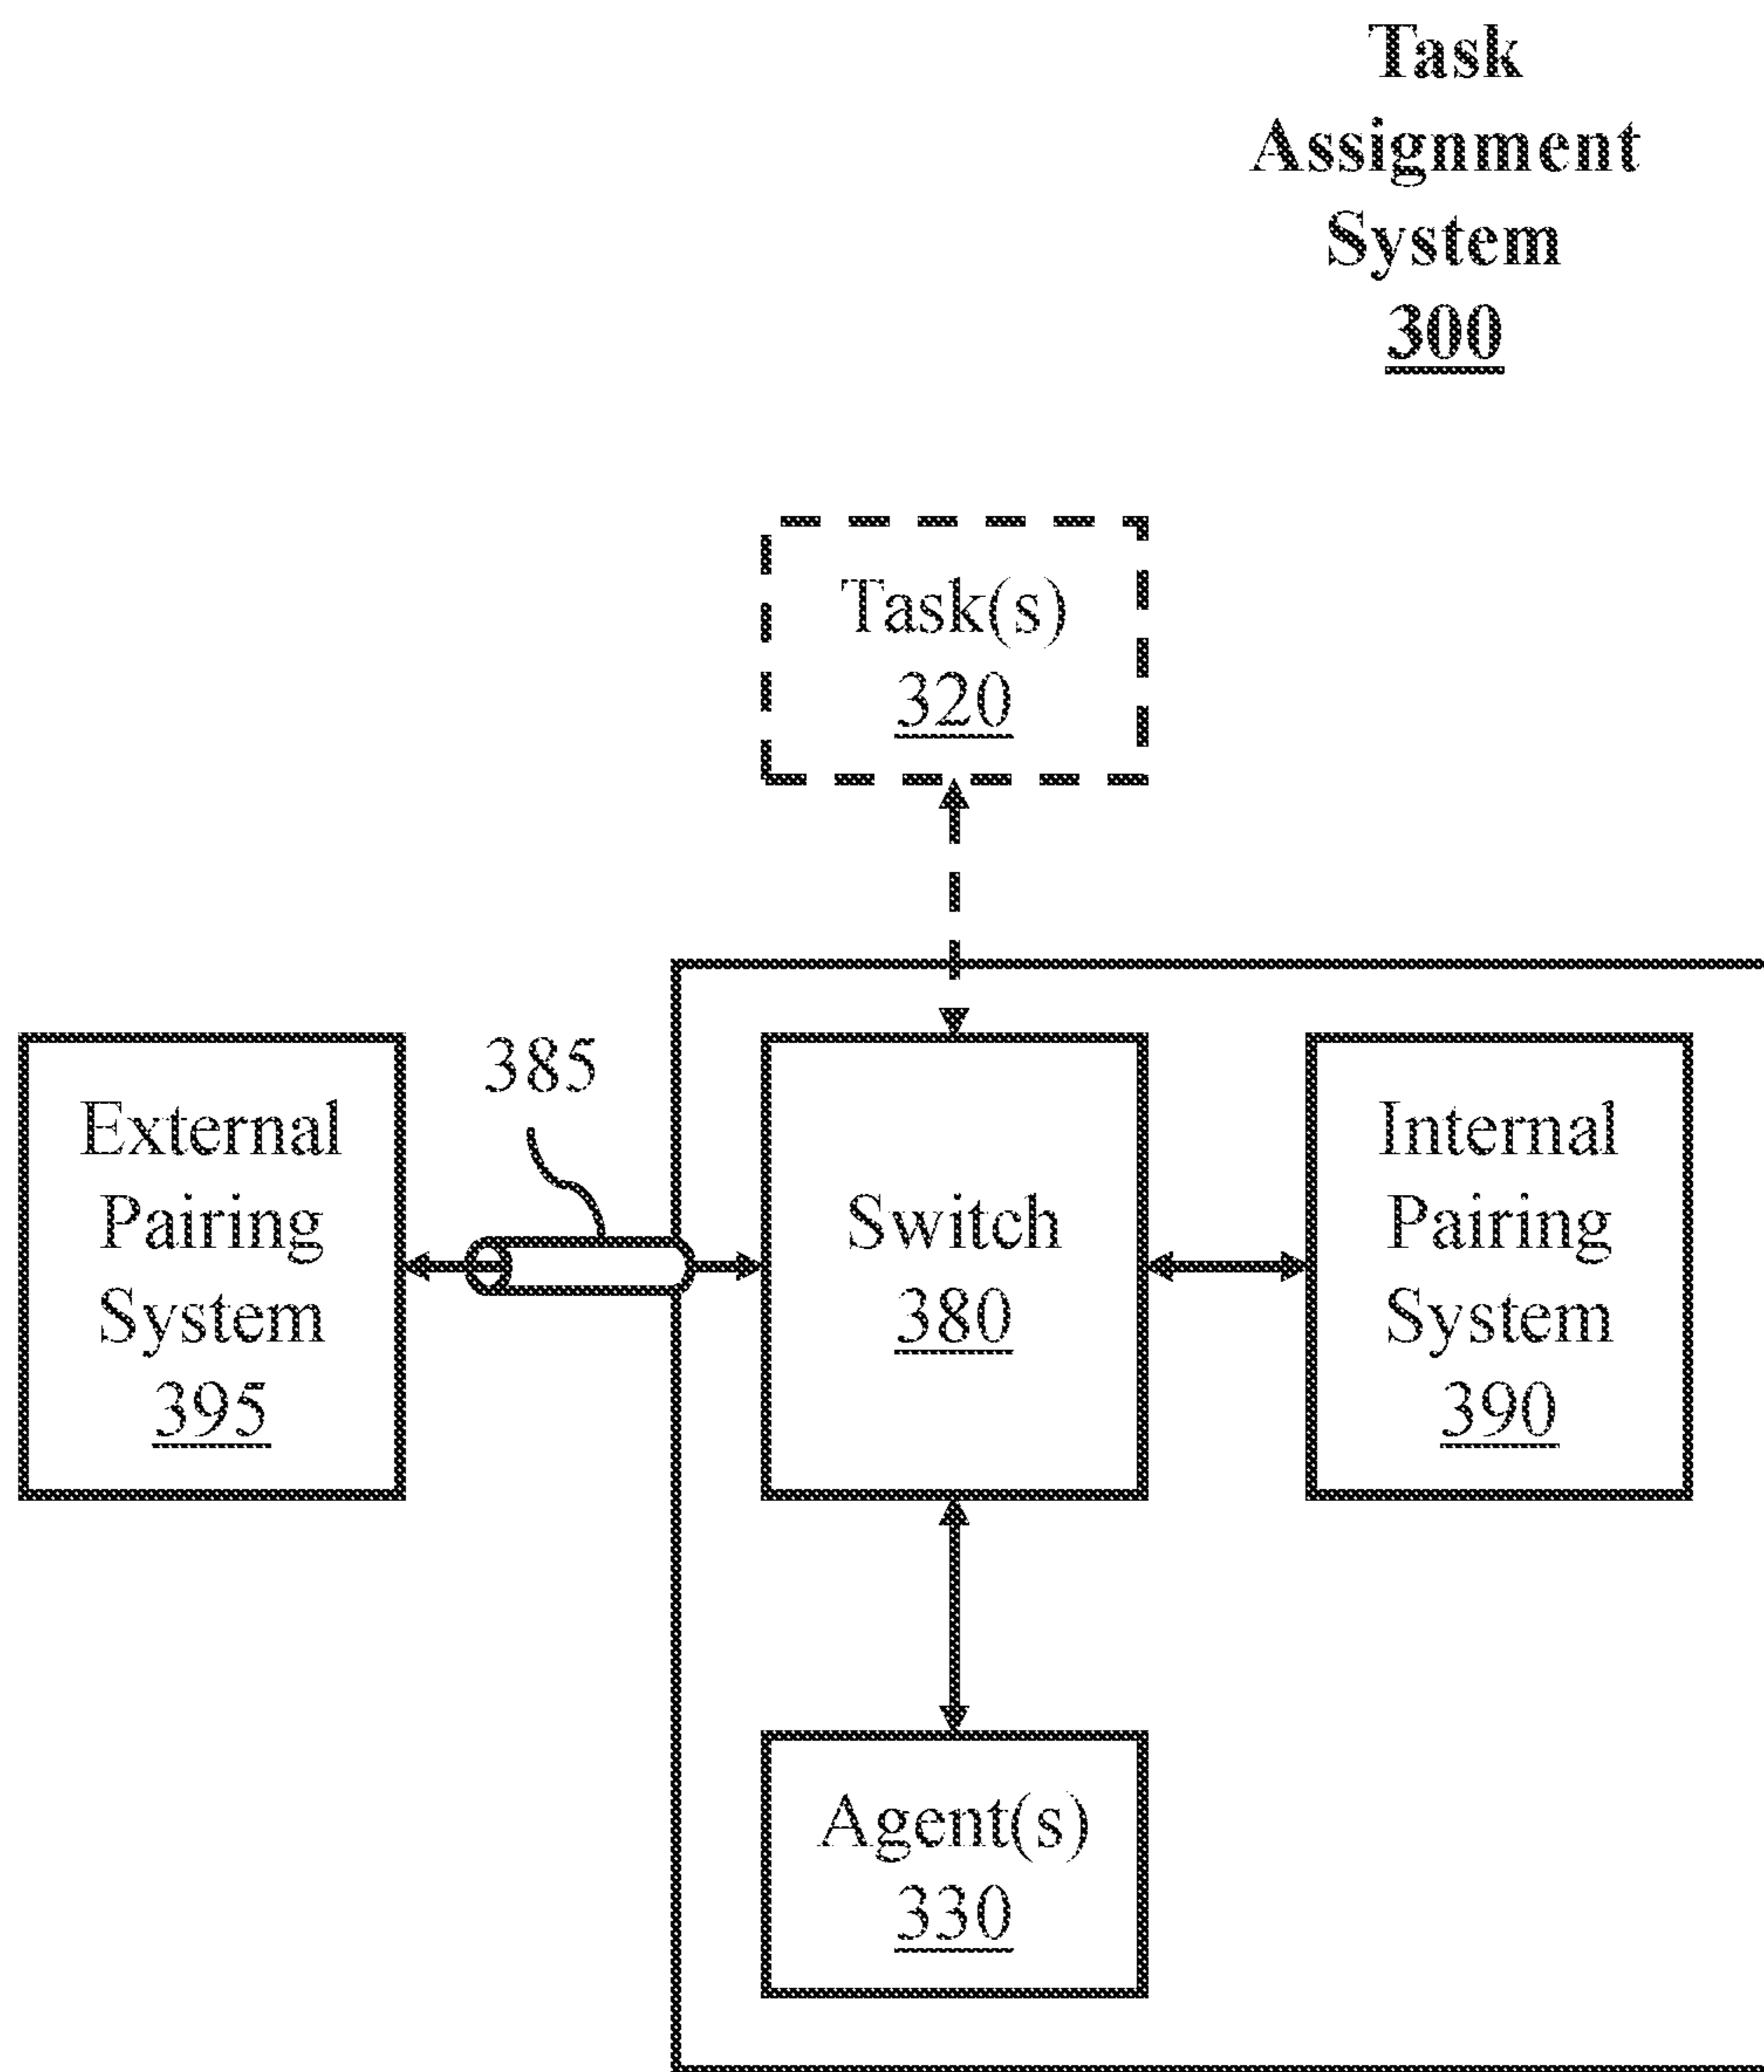 Task
Assignment
System
300
Task(s)
320
385
External
Pairing
System
395
Switch
380
Internal
Pairing
System
390
Agent(s)
330